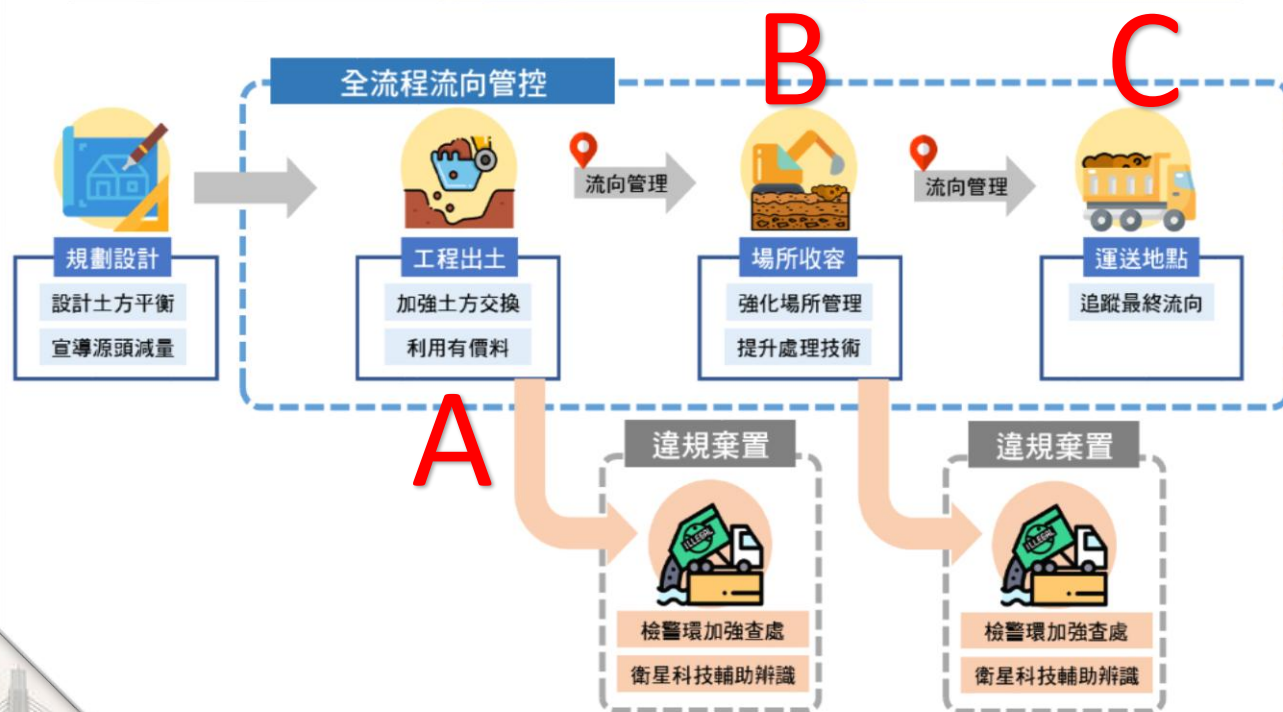 B
C
全流程流向管控
流向管理
流向管理
規劃設計
設計土方平衡
宣導源頭減量
工程出土
加強土方交換
利用有價料
場所收容
強化場所管理
提升處理技術
運送地點
追蹤最終流向
A
違規棄置
ILLEGAL
檢警環加強查處
衛星科技輔助辨識
違規棄置
ILLEGAL
檢警環加強查處
衛星科技輔助辨識